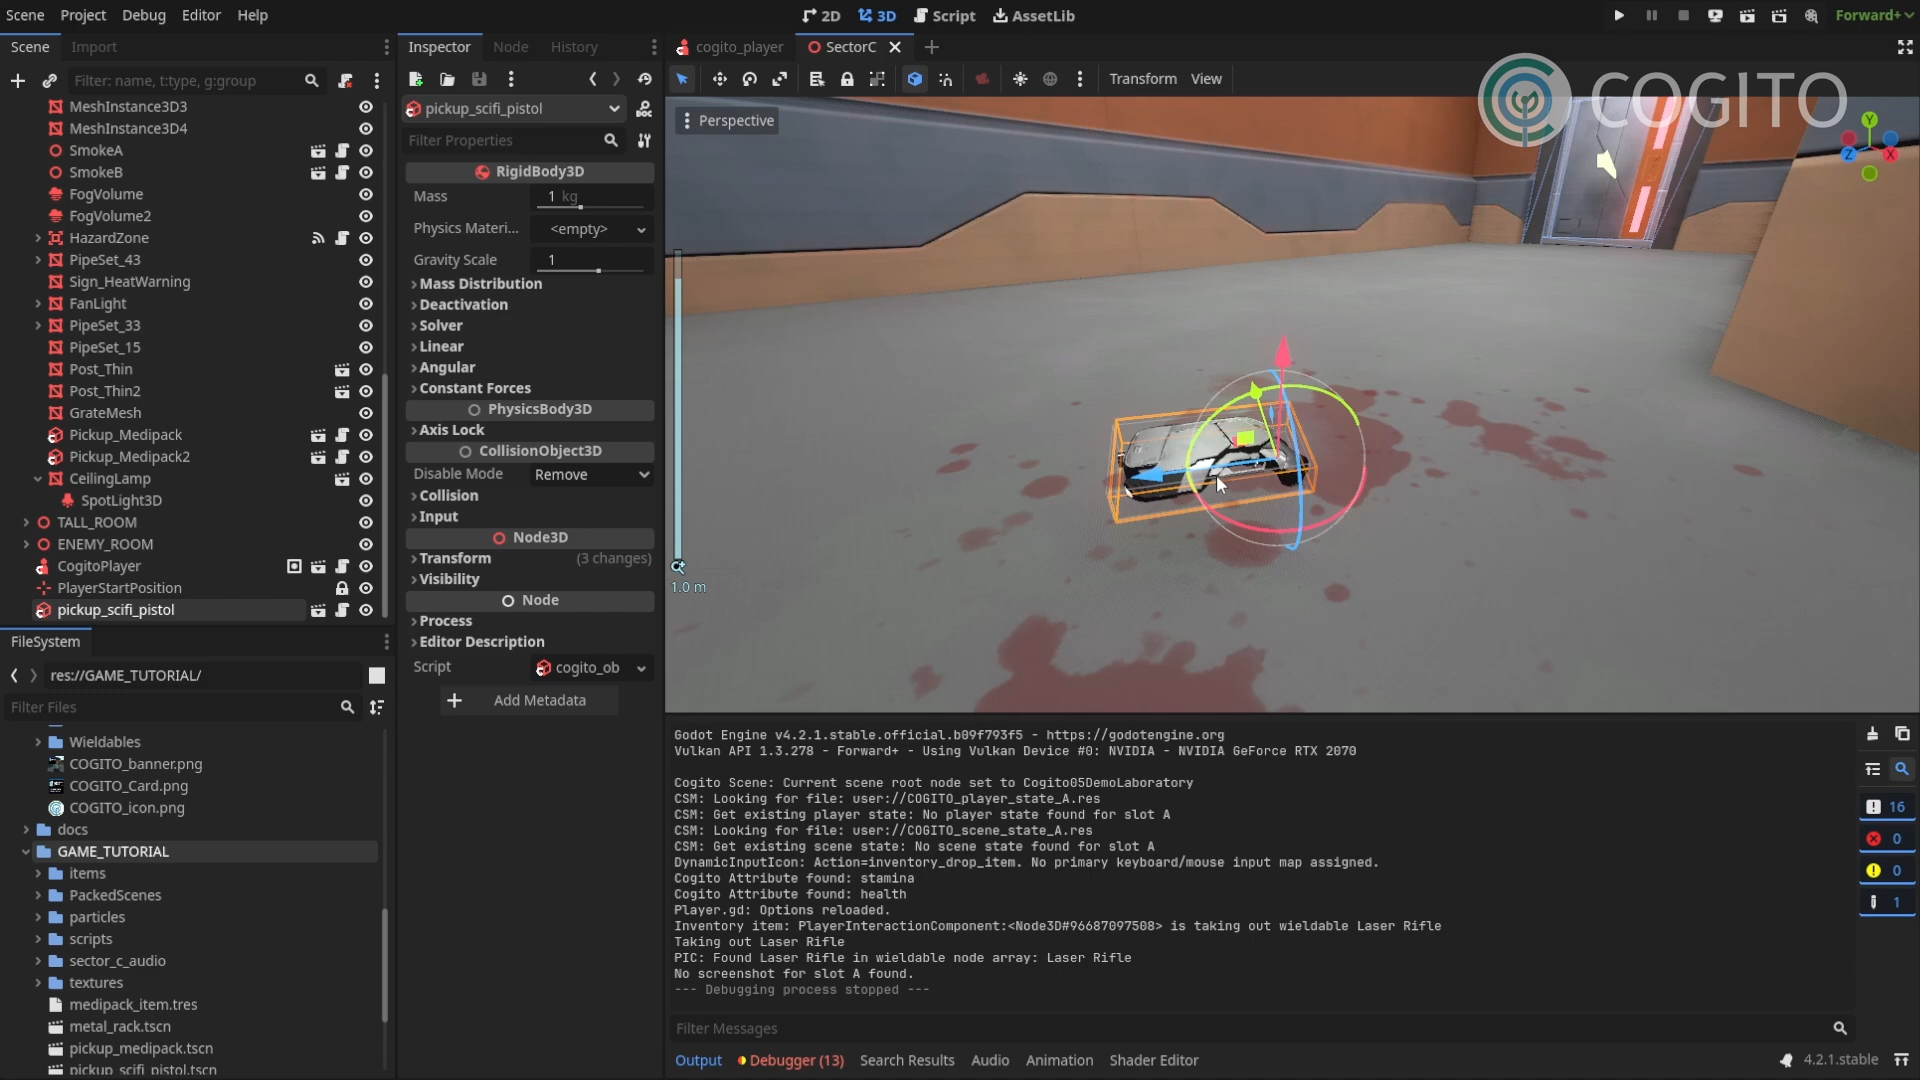 Scene Project Debug Editor Help
2D 3D Script AssetLib
Forward+
Scene Import
Filter: name, t:type, g:group
MeshInstance3D3
MeshInstance3D4
SmokeA
SmokeB
FogVolume
FogVolume2
HazardZone
PipeSet_43
Sign_HeatWarning
FanLight
PipeSet_33
PipeSet_15
Post_Thin
Post_Thin2
GrateMesh
Pickup_Medipack
Pickup_Medipack2
CeilingLamp
SpotLight3D
TALL_ROOM
ENEMY_ROOM
CogitoPlayer
PlayerStartPosition
pickup_scifi_pistol
FileSystem
res://GAME_TUTORIAL/
Filter Files
Wieldables
COGITO_banner.png
COGITO_Card.png
COGITO_icon.png
docs
GAME_TUTORIAL
items
PackedScenes
particles
scripts
sector_c_audio
textures
medipack_item.tres
metal_rack.tscn
pickup_medipack.tscn
pickup_scifi_pistol.tscn
Inspector Node History
pickup_scifi_pistol
Filter Properties
RigidBody3D
Mass 1 kg
Physics Materi... <empty>
Gravity Scale 1
Mass Distribution
Deactivation
Solver
Linear
Angular
Constant Forces
PhysicsBody3D
Axis Lock
CollisionObject3D
Disable Mode Remove
Collision
Input
Node3D
Transform (3 changes)
Visibility
Node
Process
Editor Description
Script cogito_ob
Add Metadata
cogito_player SectorC
Transform View
Perspective
COGITO
Y
Z X
1.0 m
Godot Engine v4.2.1.stable.official.b09f793f5 - https://godotengine.org
Vulkan API 1.3.278 - Forward+ - Using Vulkan Device #0: NVIDIA - NVIDIA GeForce RTX 2070
Cogito Scene: Current scene root node set to Cogito05DemoLaboratory
CSM: Looking for file: user://COGITO_player_state_A.res
CSM: Get existing player state: No player state found for slot A
CSM: Looking for file: user://COGITO_scene_state_A.res
CSM: Get existing scene state: No scene state found for slot A
DynamicInputIcon: Action=inventory_drop_item. No primary keyboard/mouse input map assigned.
Cogito Attribute found: stamina
Cogito Attribute found: health
Player.gd: Options reloaded.
Inventory item: PlayerInteractionComponent:<Node3D#96687097508> is taking out wieldable Laser Rifle
Taking out Laser Rifle
PIC: Found Laser Rifle in wieldable node array: Laser Rifle
No screenshot for slot A found.
--- Debugging process stopped ---
16
0
0
1
Filter Messages
Output Debugger (13) Search Results Audio Animation Shader Editor
4.2.1.stable